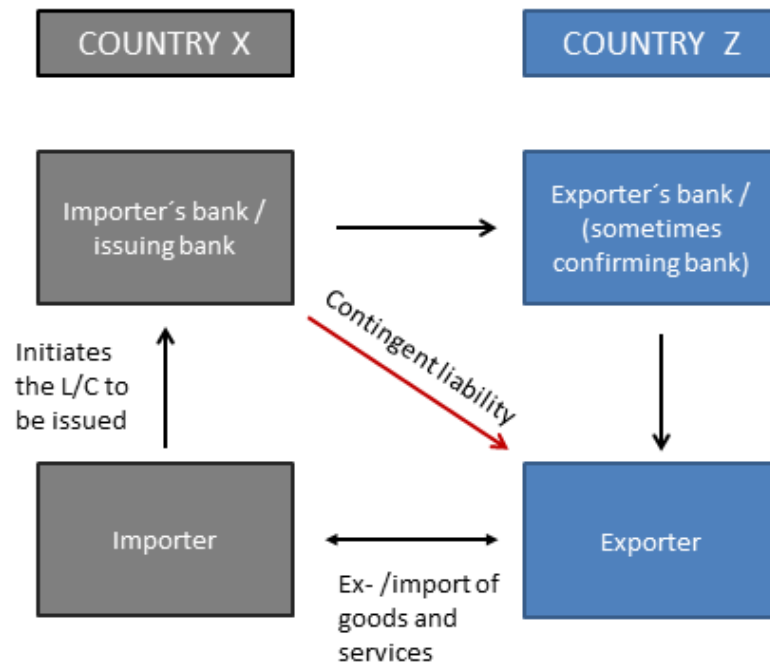 COUNTRY X
COUNTRY Z
Importer´s bank /
issuing bank
Exporter´s bank /
(sometimes
confirming bank)
Contingent liability
Initiates
the L/C to
be issued
Importer
Exporter
Ex- /import of
goods and
services